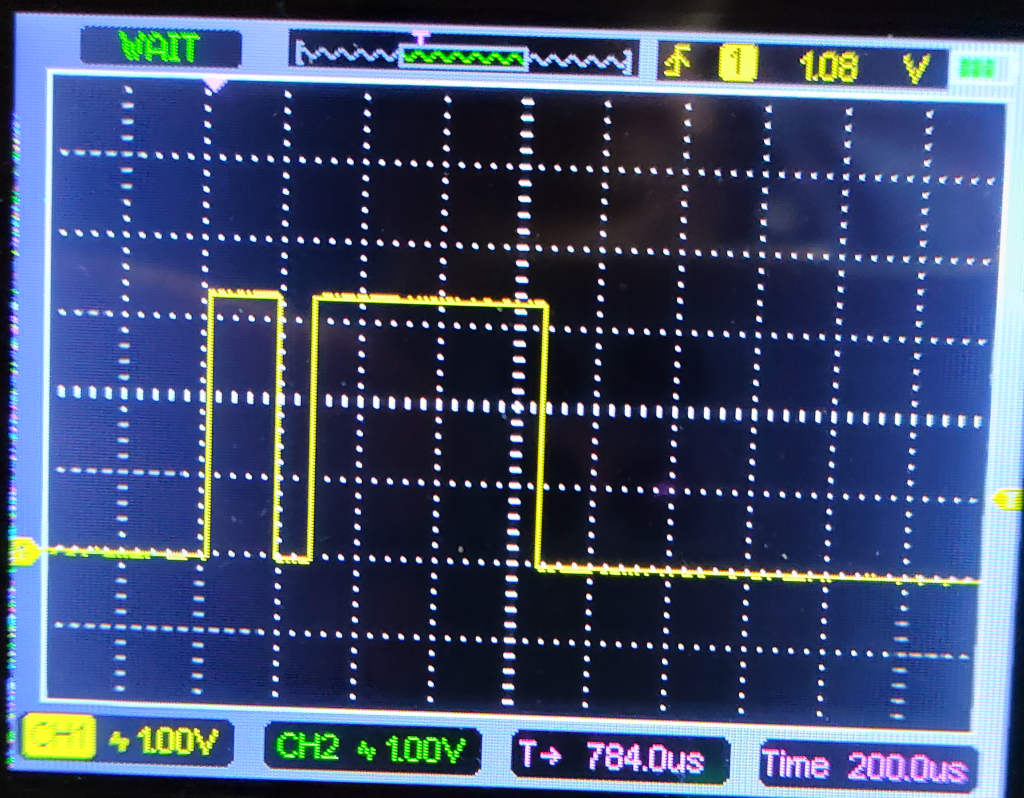 WAIT T 1 1.08 V
CH1 1.00V CH2 1.00V T→ 784.0us Time 200.0us